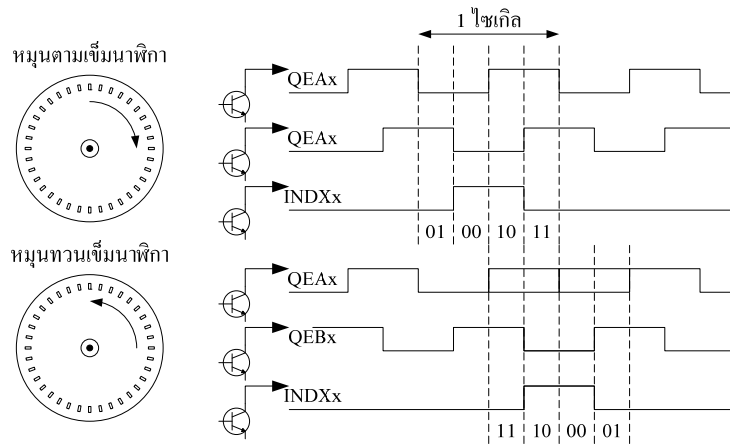 1 ไซเกิล
หมุนตามเข็มนาฬิกา
QEAx
QEAx
INDXx
01 00 10 11
หมุนทวนเข็มนาฬิกา
QEAx
QEBx
INDXx
11 10 00 01